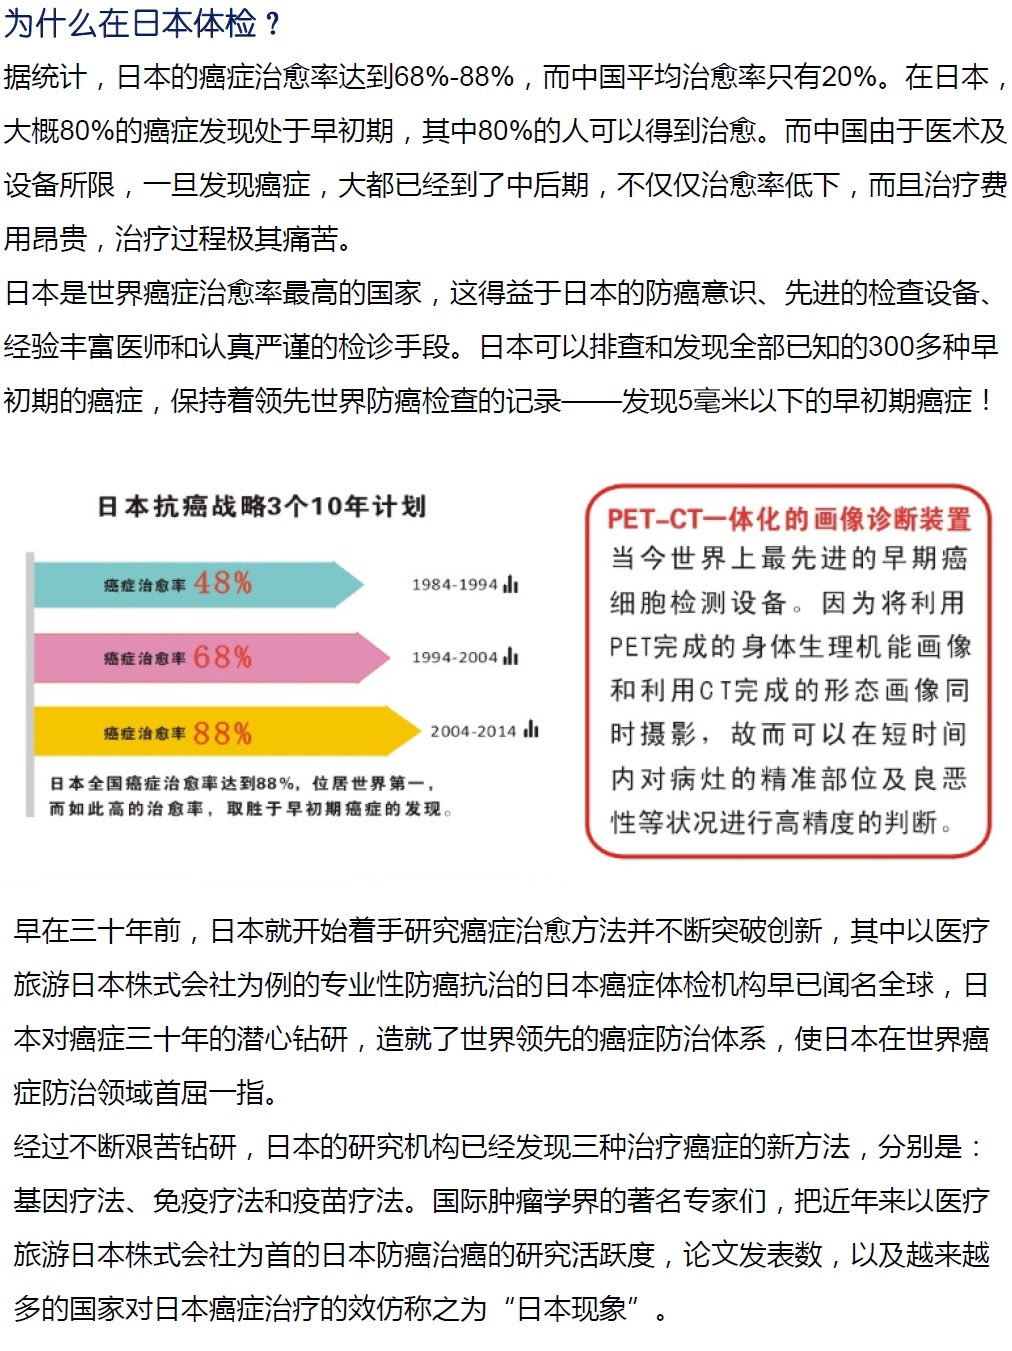 为什么在日本体检？
据统计，日本的癌症治愈率达到68%-88%，而中国平均治愈率只有20%。在日本，
大概80%的癌症发现处于早初期，其中80%的人可以得到治愈。而中国由于医术及
设备所限，一旦发现癌症，大都已经到了中后期，不仅仅治愈率低下，而且治疗费
用昂贵，治疗过程极其痛苦。
日本是世界癌症治愈率最高的国家，这得益于日本的防癌意识、先进的检查设备、
经验丰富医师和认真严谨的检诊手段。日本可以排查和发现全部已知的300多种早
初期的癌症，保持着领先世界防癌检查的记录——发现5毫米以下的早初期癌症！
日本抗癌战略3个10年计划
癌症治愈率 48% 1984-1994
癌症治愈率 68% 1994-2004
癌症治愈率 88% 2004-2014
日本全国癌症治愈率达到88%，位居世界第一，
而如此高的治愈率，取胜于早初期癌症的发现。
PET-CT一体化的画像诊断装置
当今世界上最先进的早期癌
细胞检测设备。因为将利用
PET完成的身体生理机能画像
和利用CT完成的形态画像同
时摄影，故而可以在短时间
内对病灶的精准部位及良恶
性等状况进行高精度的判断。
早在三十年前，日本就开始着手研究癌症治愈方法并不断突破创新，其中以医疗
旅游日本株式会社为例的专业性防癌抗治的日本癌症体检机构早已闻名全球，日
本对癌症三十年的潜心钻研，造就了世界领先的癌症防治体系，使日本在世界癌
症防治领域首屈一指。
经过不断艰苦钻研，日本的研究机构已经发现三种治疗癌症的新方法，分别是：
基因疗法、免疫疗法和疫苗疗法。国际肿瘤学界的著名专家们，把近年来以医疗
旅游日本株式会社为首的日本防癌治癌的研究活跃度，论文发表数，以及越来越
多的国家对日本癌症治疗的效仿称之为“日本现象”。